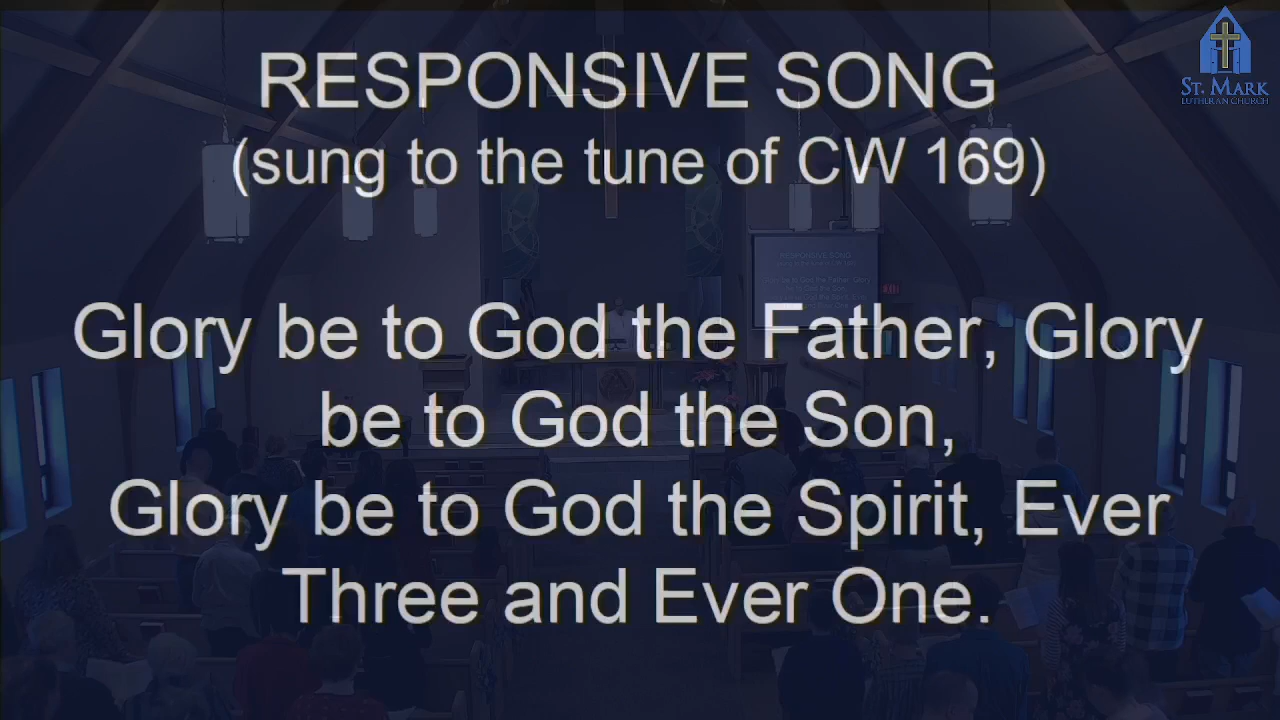 ST. MARK
LUTHERAN CHURCH
RESPONSIVE SONG
(sung to the tune of CW 169)
Glory be to God the Father, Glory
be to God the Son,
Glory be to God the Spirit, Ever
Three and Ever One.